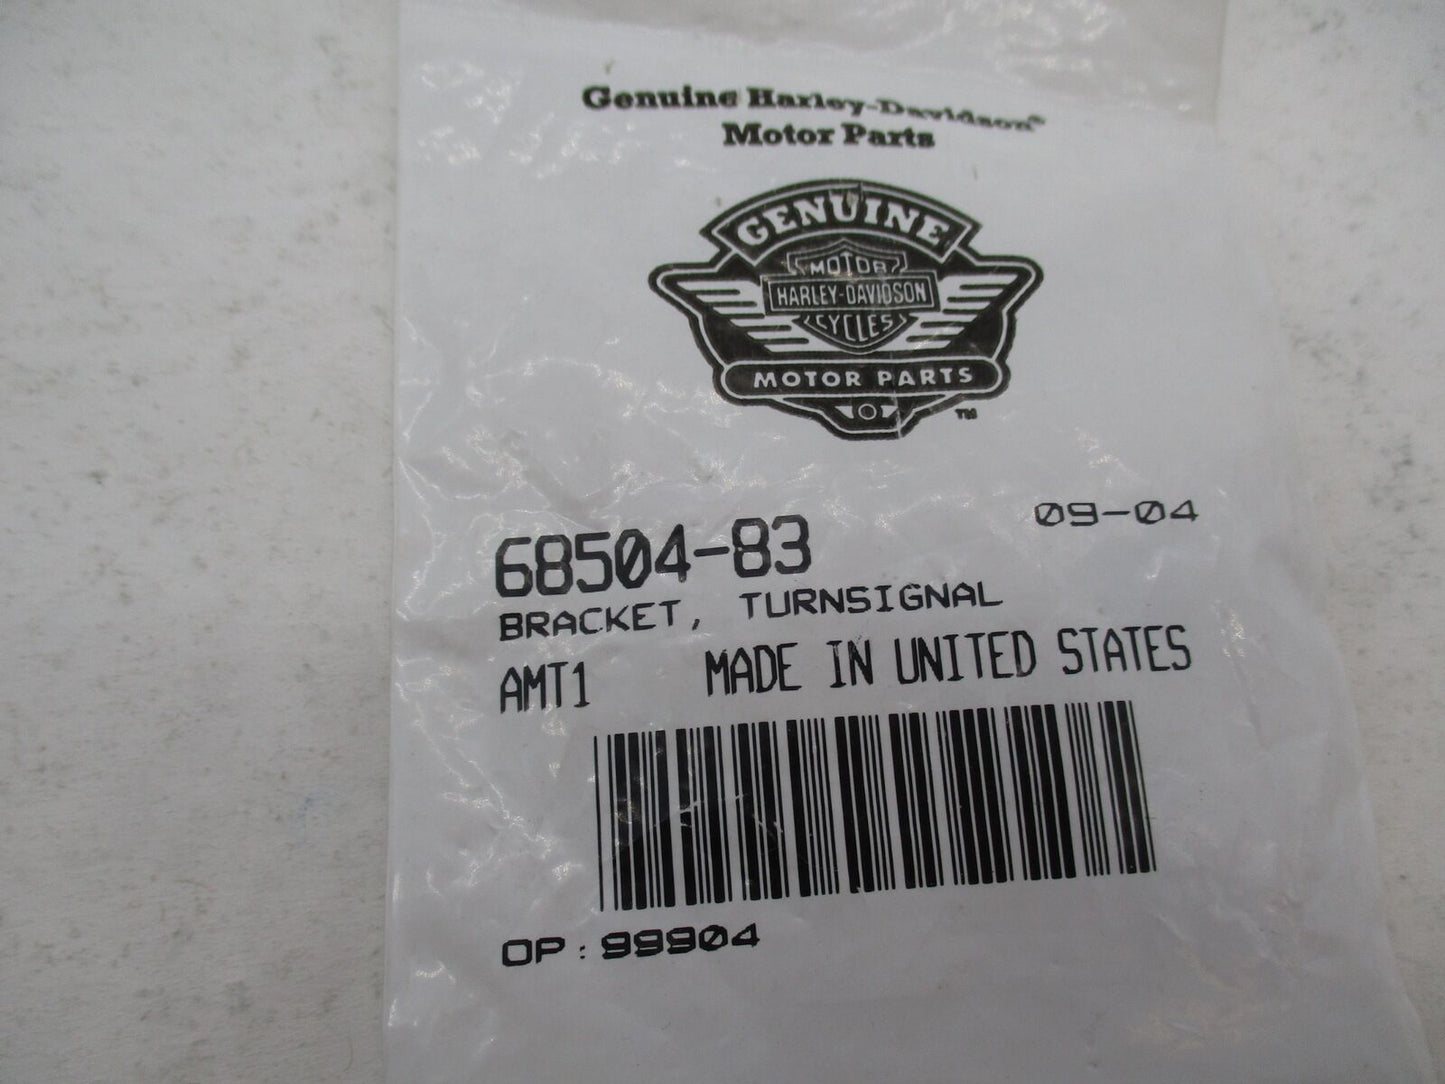 Genuine Harley-Davidson®
Motor Parts
GENUINE
MOTOR
HARLEY-DAVIDSON
CYCLES
MOTOR PARTS
TM
09-04
68504-83
BRACKET, TURNSIGNAL
AMT1 MADE IN UNITED STATES
OP: 99904